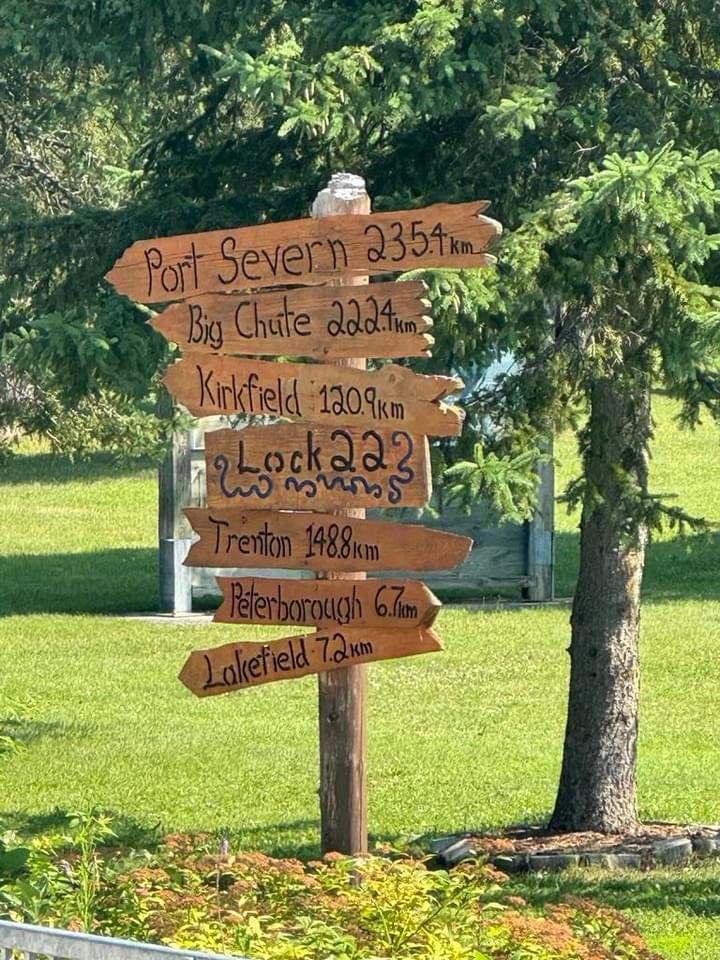 Port Severn 235.4km
Big Chute 222.4km
Kirkfield 120.9km
Lock 22
Trenton 148.8km
Peterborough 6.7km
Lakefield 7.2km